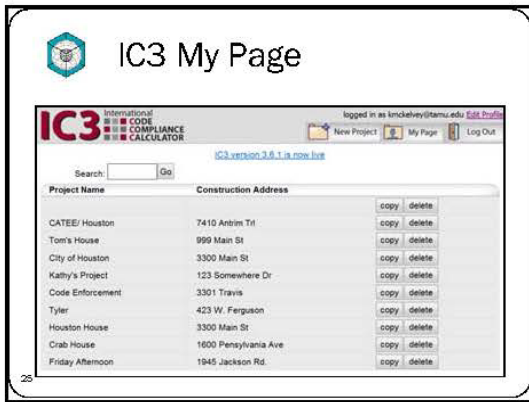 IC3 My Page
IC3 International CODE COMPLIANCE CALCULATOR
logged in as kmckelvey@tamu.edu Edit Profile
New Project My Page Log Out
IC3 version 3.6.1 is now live
Search: Go
Project Name Construction Address
copy delete
CATEE/ Houston 7410 Antrim Trl copy delete
Tom's House 999 Main St copy delete
City of Houston 3300 Main St copy delete
Kathy's Project 123 Somewhere Dr copy delete
Code Enforcement 3301 Travis copy delete
Tyler 423 W. Ferguson copy delete
Houston House 3300 Main St copy delete
Crab House 1600 Pensylvania Ave copy delete
Friday Afternoon 1945 Jackson Rd. copy delete
26